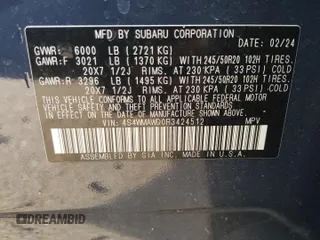 MFD. BY SUBARU CORPORATION
DATE 02/24
GVWR: 6000 LB (2721 KG)
GAWR: F 3021 LB (1370 KG) WITH 245/50R20 102H TIRES.
20X7 1/2J RIMS. AT 230 KPA (33 PSI) COLD
GAWR: R 3296 LB (1495 KG) WITH 245/50R20 102H TIRES.
20X7 1/2J RIMS. AT 230 KPA (33 PSI) COLD
THIS VEHICLE CONFORMS TO ALL APPLICABLE FEDERAL MOTOR
VEHICLE SAFETY, BUMPER, AND THEFT PREVENTION
STANDARDS IN EFFECT ON THE DATE OF MANUFACTURE
SHOWN ABOVE.
VIN: 4S4WMAWD0R3424512 MPV
ASSEMBLED BY SIA INC. IN U.S.A.
DREAMBID